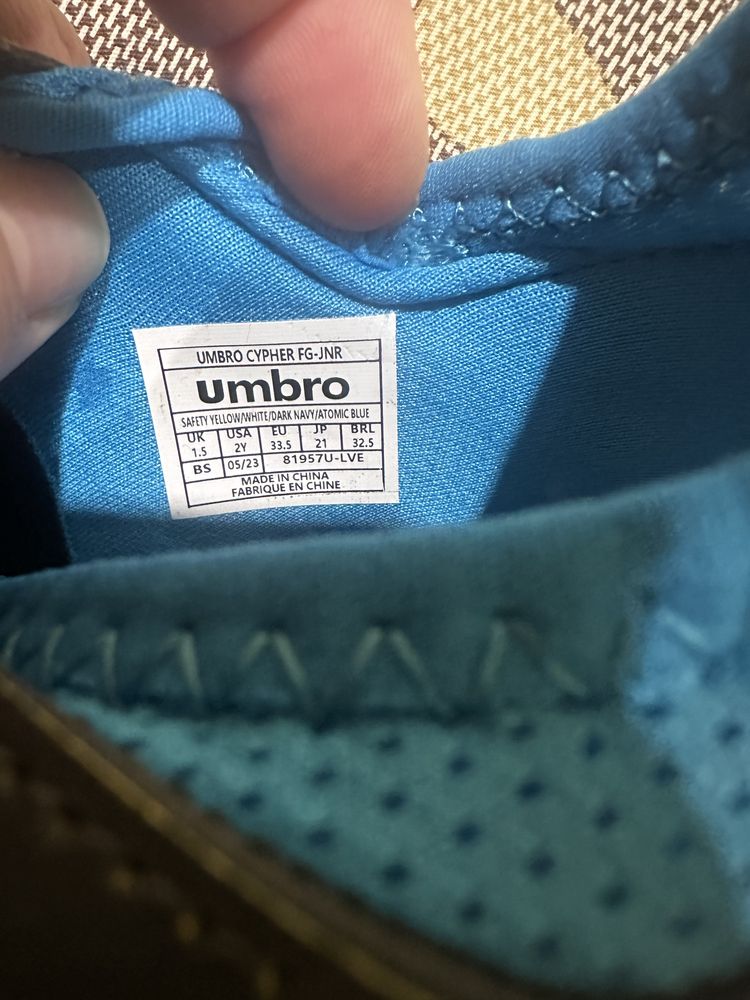 UMBRO CYPHER FG-JNR
umbro
SAFETY YELLOW/WHITE/DARK NAVY/ATOMIC BLUE
UK USA EU JP BRL
1.5 2Y 33.5 21 32.5
BS 05/23 81957U-LVE
MADE IN CHINA
FABRIQUE EN CHINE